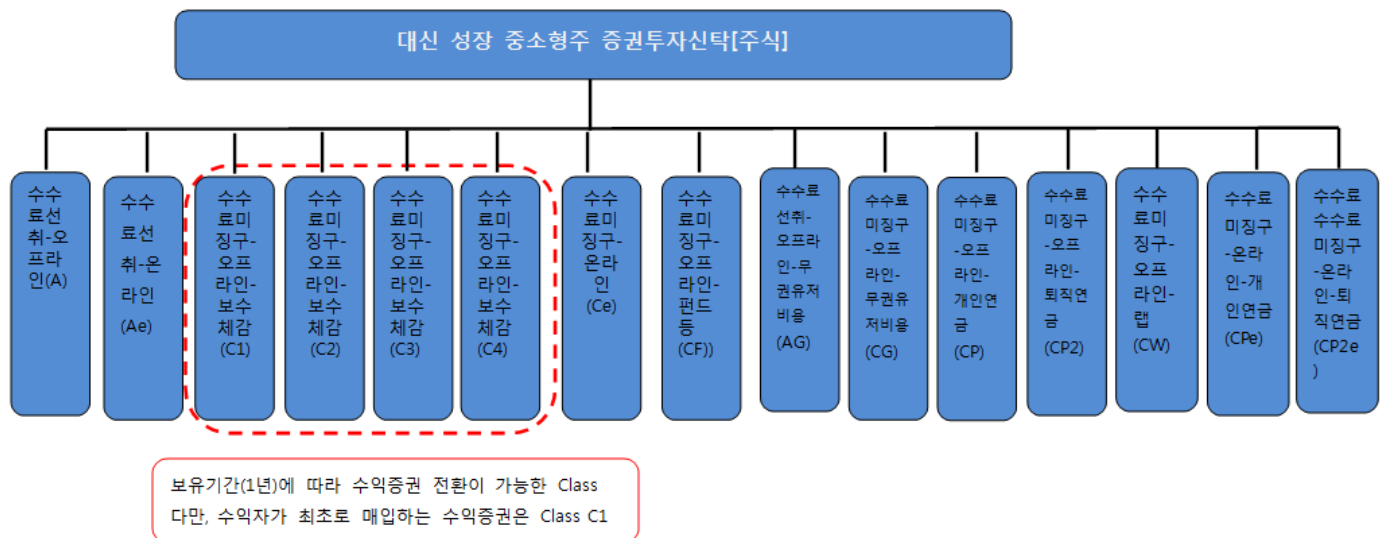 대신 성장 중소형주 증권투자신탁[주식]
수수
료선
취-오
프라
인(A)
수수
료선
취-온
라인
(Ae)
수수
료미
징구-
오프
라인-
보수
체감
(C1)
수수
료미
징구-
오프
라인-
보수
체감
(C2)
수수
료미
징구-
오프
라인-
보수
체감
(C3)
수수
료미
징구-
오프
라인-
보수
체감
(C4)
수수
료미
징구-
온라
인
(Ce)
수수
료미
징구-
오프
라인-
펀드
등
(CF))
수수료
선취-
오프라
인-무
권유저
비용
(AG)
수수료
미징구
-오프
라인-
무권유
저비용
(CG)
수수료
미징구
-오프
라인-
개인연
금
(CP)
수수료
미징구
-오프
라인-
퇴직연
금
(CP2)
수수
료미
징구-
오프
라인-
랩
(CW)
수수료
미징구
-온라
인-개
인연금
(CPe)
수수료
수수료
미징구
-온라
인-퇴
직연금
(CP2e
)
보유기간(1년)에 따라 수익증권 전환이 가능한 Class
다만, 수익자가 최초로 매입하는 수익증권은 Class C1